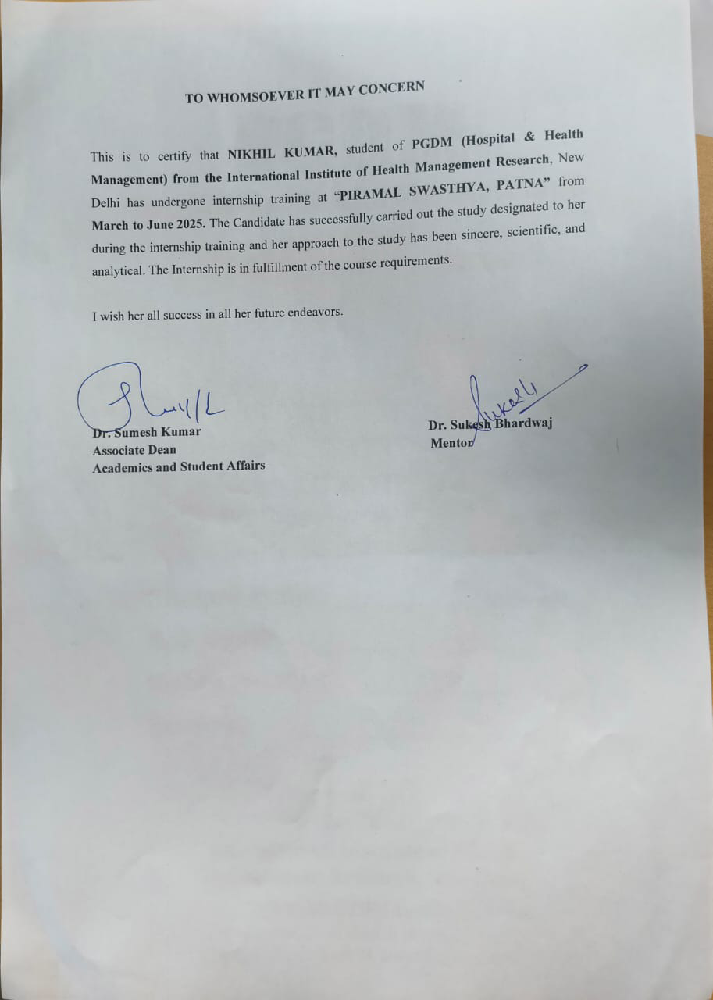 TO WHOMSOEVER IT MAY CONCERN
This is to certify that NIKHIL KUMAR, student of PGDM (Hospital & Health
Management) from the International Institute of Health Management Research, New
Delhi has undergone internship training at “PIRAMAL SWASTHYA, PATNA” from
March to June 2025. The Candidate has successfully carried out the study designated to her
during the internship training and her approach to the study has been sincere, scientific, and
analytical. The Internship is in fulfillment of the course requirements.
I wish her all success in all her future endeavors.
Sukesh
Dr. Sumesh Kumar
Associate Dean
Academics and Student Affairs
Dr. Sukesh Bhardwaj
Mentor